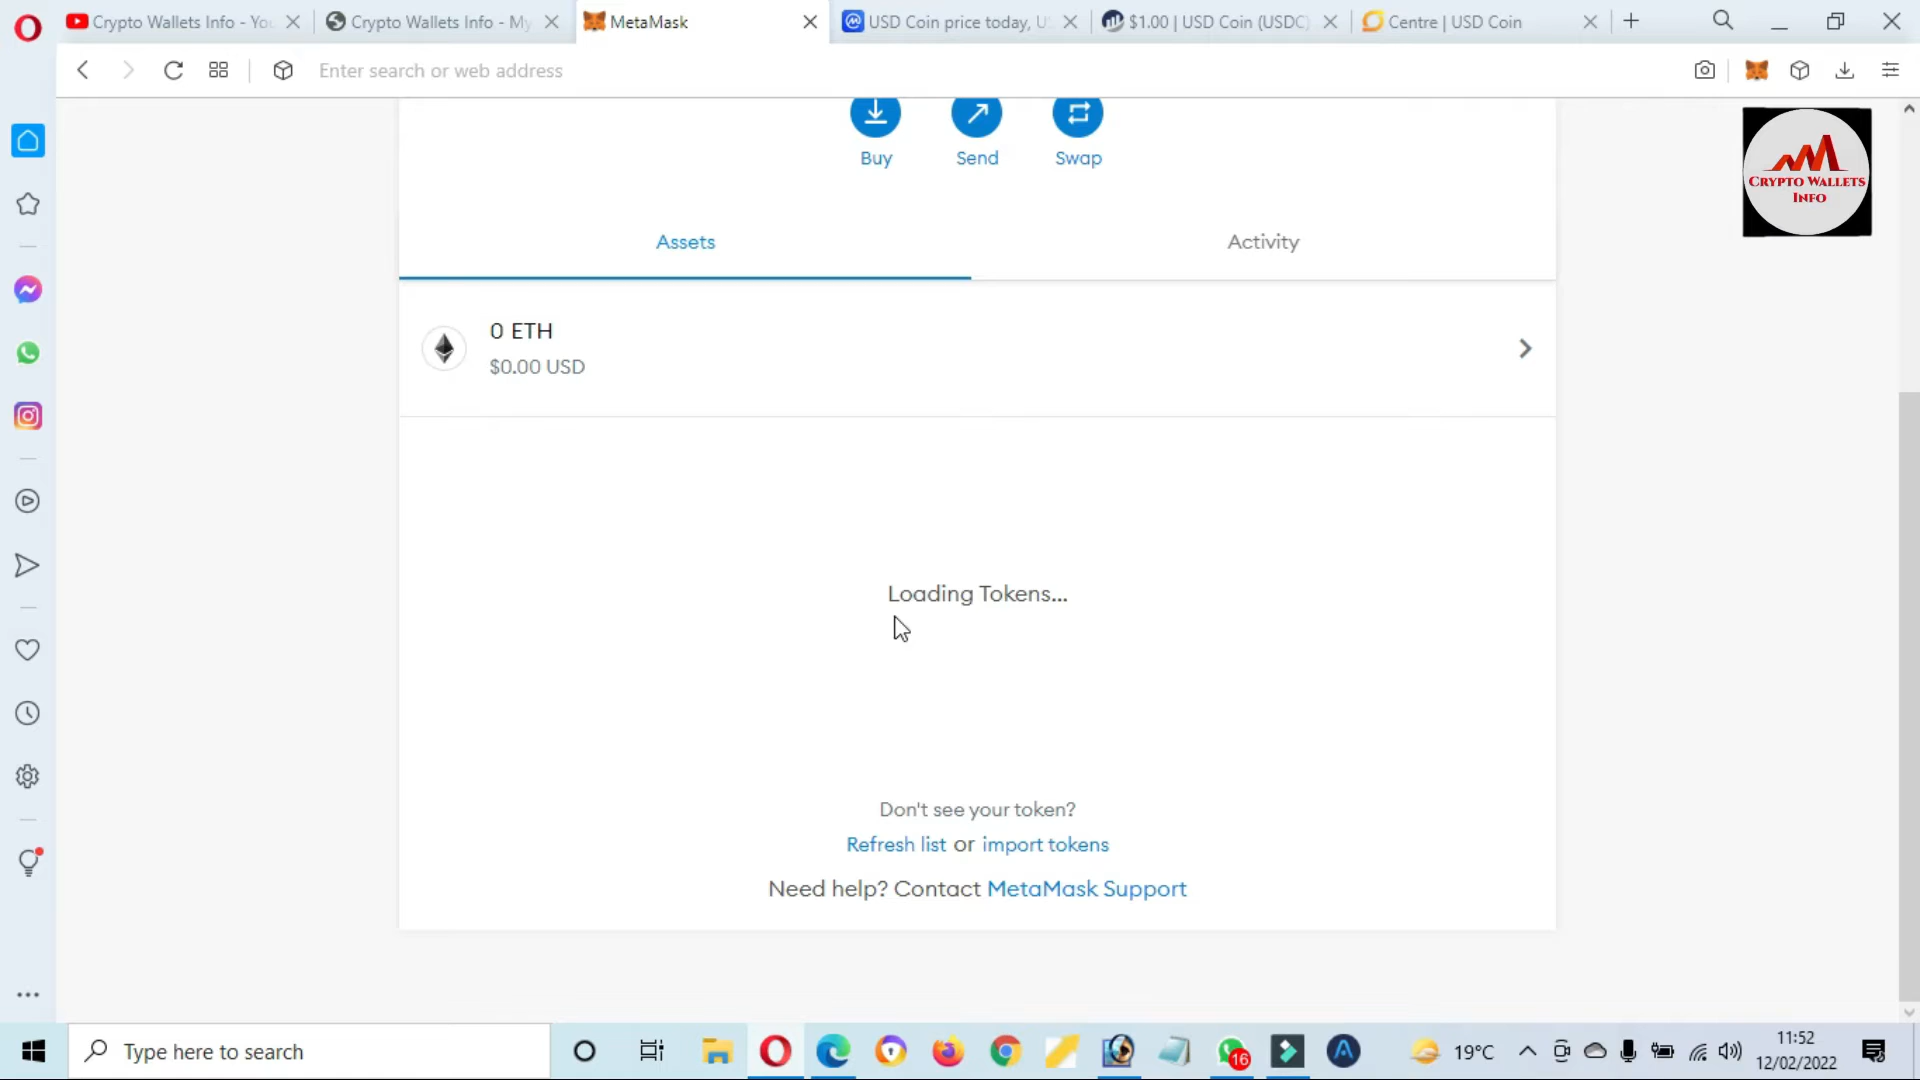 Crypto Wallets Info - You
Crypto Wallets Info - My
MetaMask
USD Coin price today, U
$1.00 | USD Coin (USDC)
Centre | USD Coin
Enter search or web address
Buy
Send
Swap
CRYPTO WALLETS
INFO
Assets
Activity
0 ETH
$0.00 USD
Loading Tokens...
Don't see your token?
Refresh list or import tokens
Need help? Contact MetaMask Support
Type here to search
16
19°C
11:52
12/02/2022